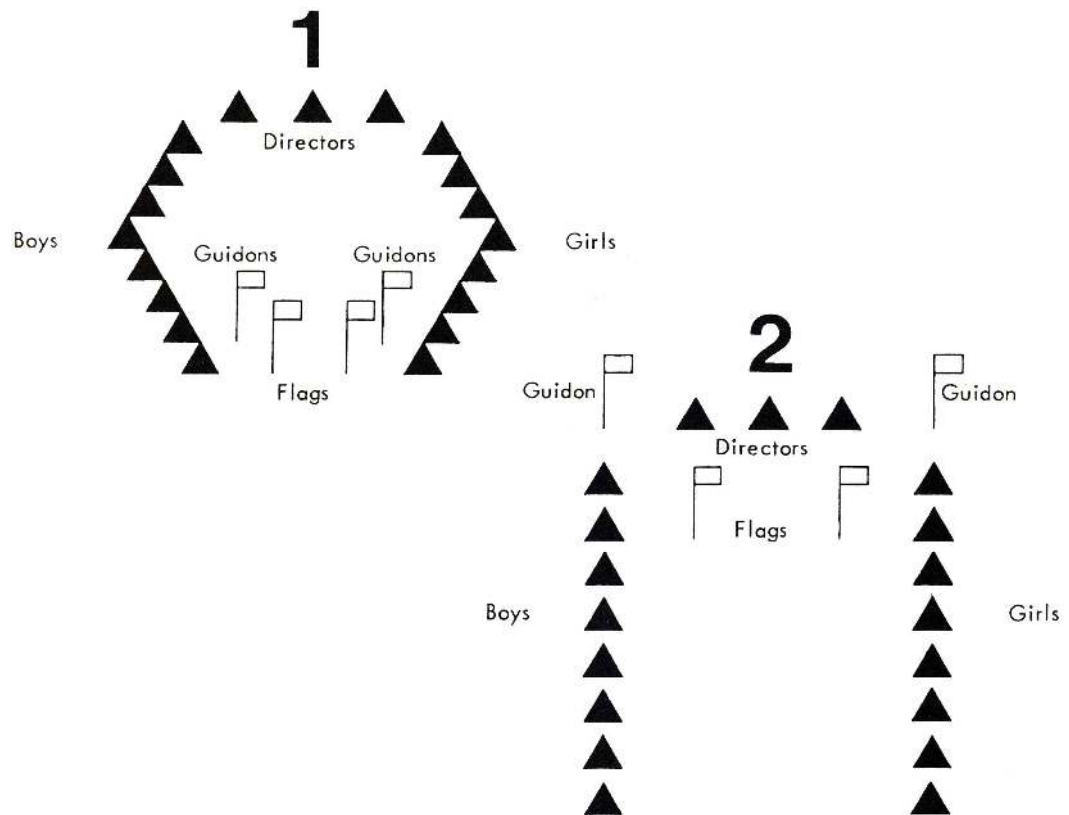 1
Directors
Boys
Girls
Guidons
Guidons
Flags
2
Guidon
Guidon
Directors
Flags
Boys
Girls